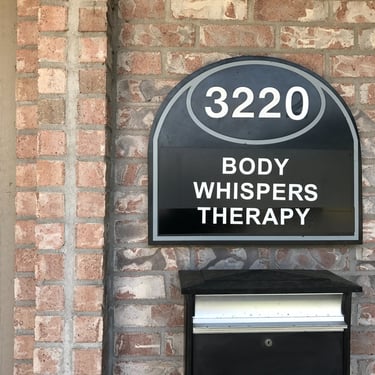 3220
BODY
WHISPERS
THERAPY